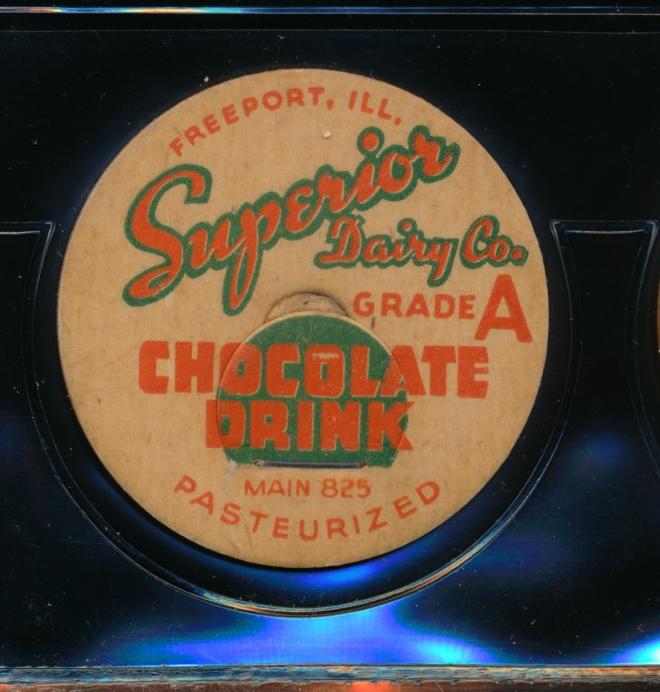 FREEPORT, ILL.
Superior
Dairy Co.
GRADE A
CHOCOLATE
DRINK
MAIN 825
PASTEURIZED